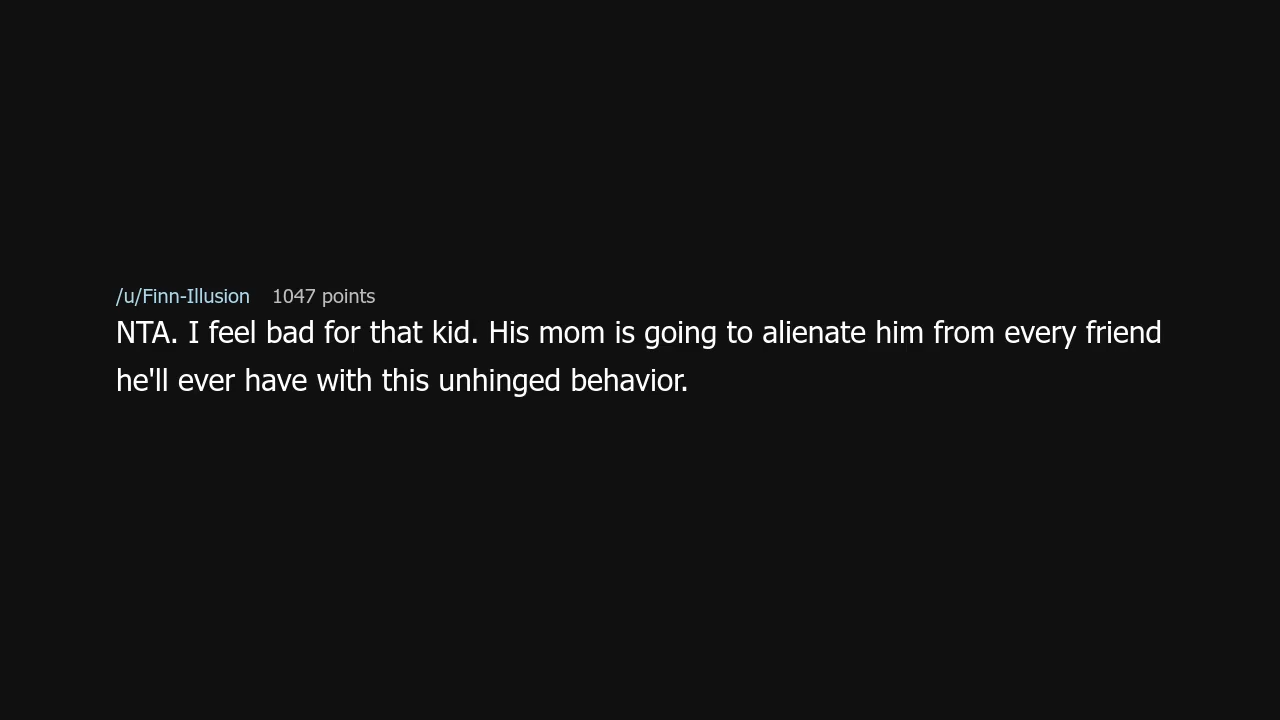 /u/Finn-Illusion 1047 points
NTA. I feel bad for that kid. His mom is going to alienate him from every friend
he'll ever have with this unhinged behavior.